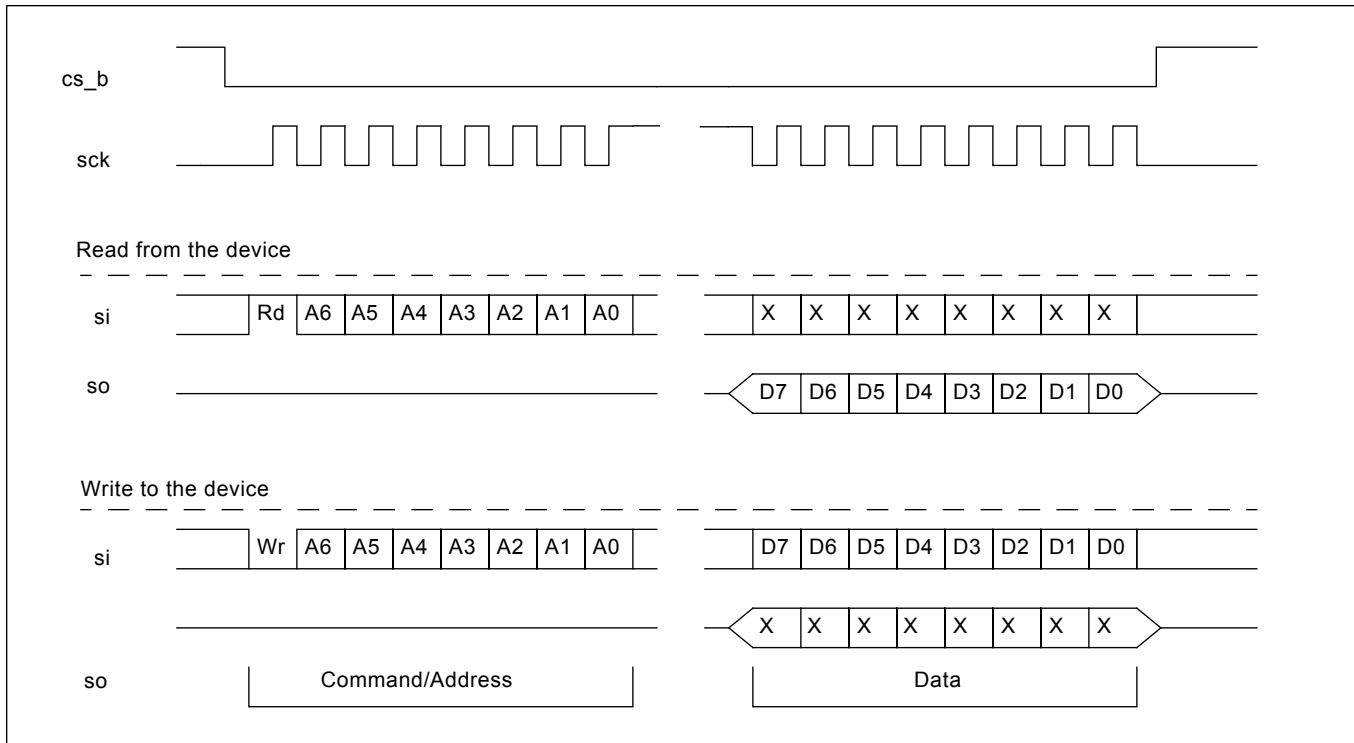 cs_b
sck
Read from the device
si Rd A6 A5 A4 A3 A2 A1 A0 X X X X X X X X
so D7 D6 D5 D4 D3 D2 D1 D0
Write to the device
si Wr A6 A5 A4 A3 A2 A1 A0 D7 D6 D5 D4 D3 D2 D1 D0
X X X X X X X X
so Command/Address Data